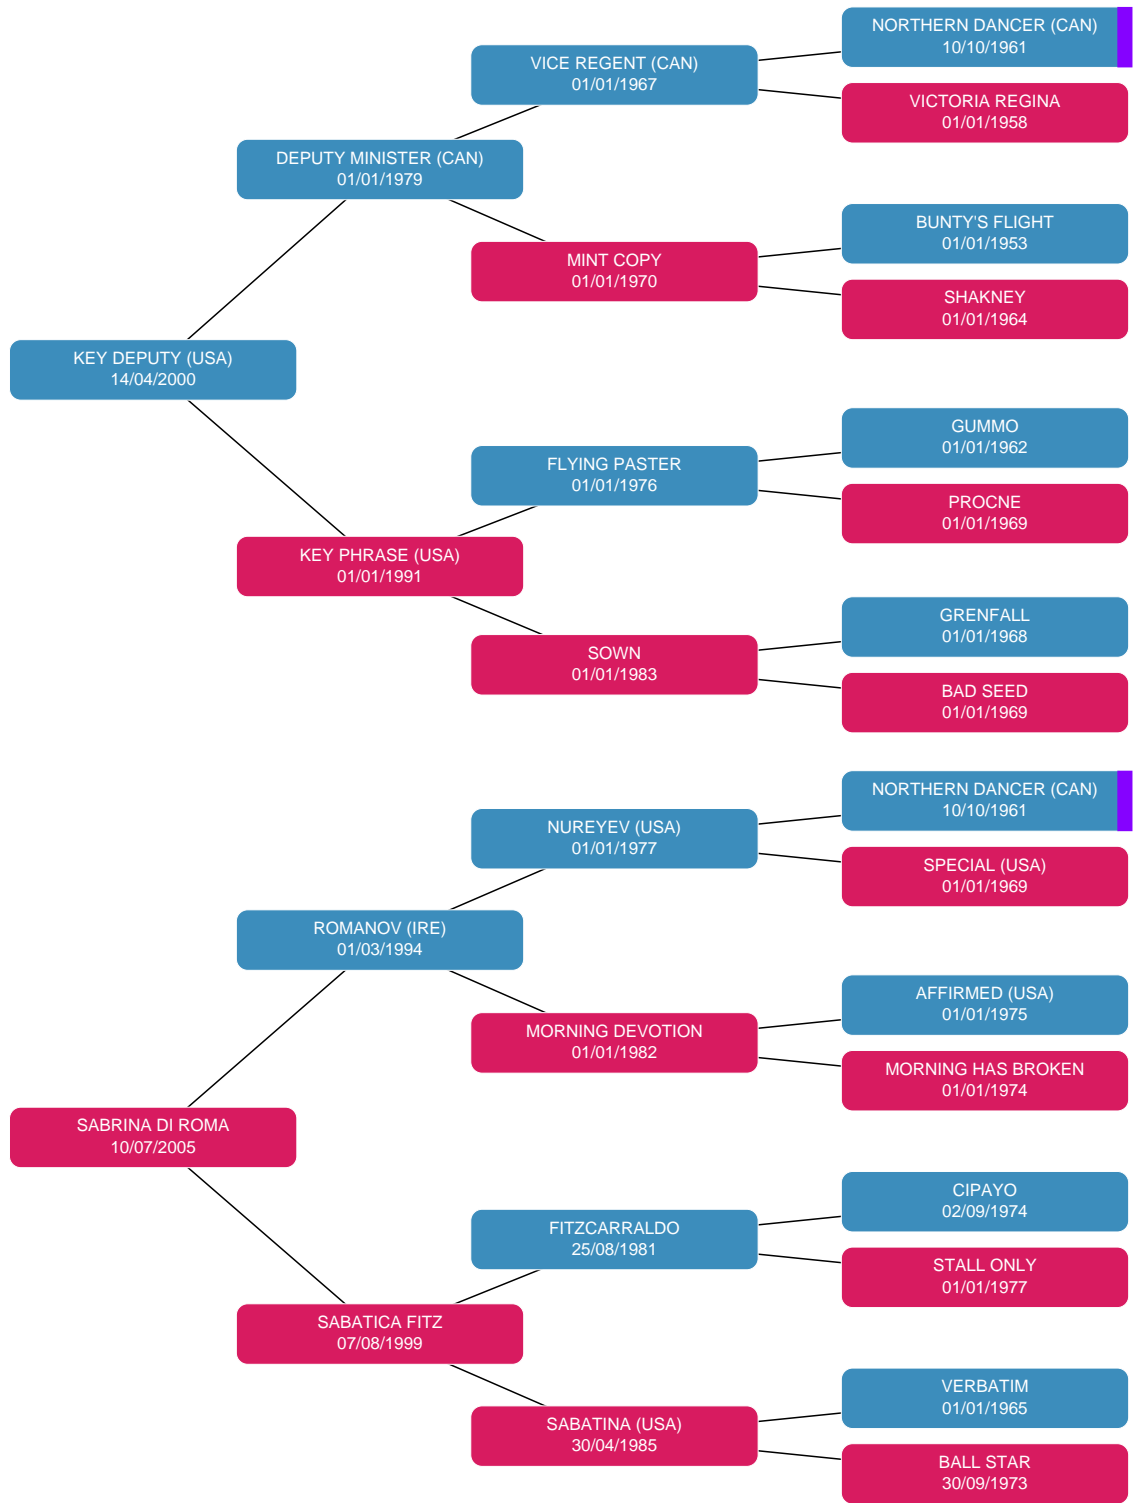 NORTHERN DANCER (CAN)
10/10/1961
VICE REGENT (CAN)
01/01/1967
VICTORIA REGINA
01/01/1958
DEPUTY MINISTER (CAN)
01/01/1979
BUNTY'S FLIGHT
01/01/1953
MINT COPY
01/01/1970
SHAKNEY
01/01/1964
KEY DEPUTY (USA)
14/04/2000
GUMMO
01/01/1962
FLYING PASTER
01/01/1976
PROCNE
01/01/1969
KEY PHRASE (USA)
01/01/1991
GRENFALL
01/01/1968
SOWN
01/01/1983
BAD SEED
01/01/1969
NORTHERN DANCER (CAN)
10/10/1961
NUREYEV (USA)
01/01/1977
SPECIAL (USA)
01/01/1969
ROMANOV (IRE)
01/03/1994
AFFIRMED (USA)
01/01/1975
MORNING DEVOTION
01/01/1982
MORNING HAS BROKEN
01/01/1974
SABRINA DI ROMA
10/07/2005
CIPAYO
02/09/1974
FITZCARRALDO
25/08/1981
STALL ONLY
01/01/1977
SABATICA FITZ
07/08/1999
VERBATIM
01/01/1965
SABATINA (USA)
30/04/1985
BALL STAR
30/09/1973